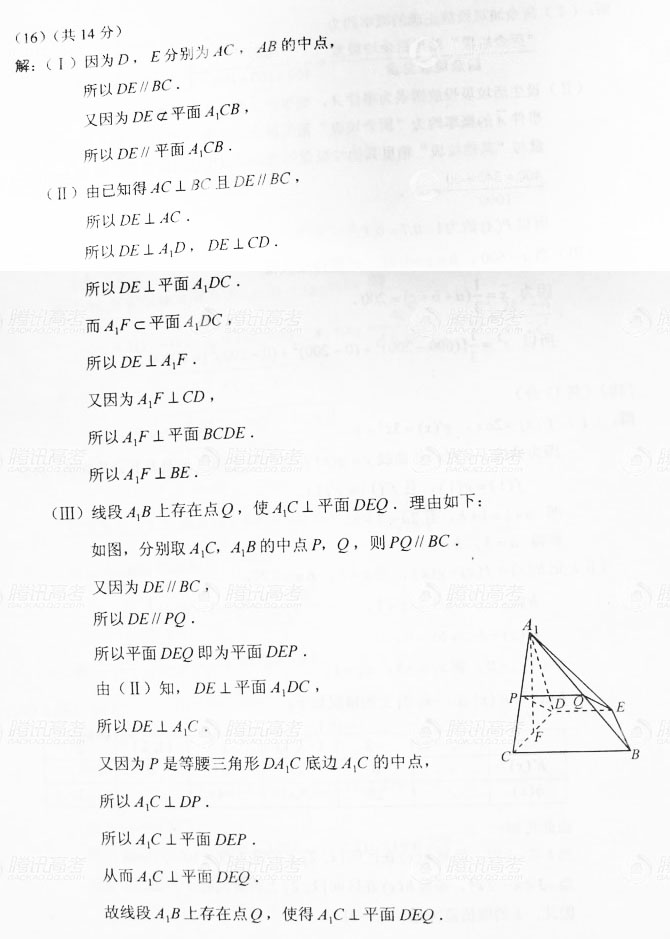 (16)(共 14 分)
解:(Ⅰ)因为 D,E 分别为 AC,AB 的中点,
所以 DE∥BC.
又因为 DE⊄平面 A₁CB,
所以 DE∥平面 A₁CB.
(Ⅱ)由已知得 AC⊥BC 且 DE∥BC,
所以 DE⊥AC.
所以 DE⊥A₁D,DE⊥CD.
所以 DE⊥平面 A₁DC.
而 A₁F⊂平面 A₁DC,
所以 DE⊥A₁F.
又因为 A₁F⊥CD,
所以 A₁F⊥平面 BCDE.
所以 A₁F⊥BE.
(Ⅲ)线段 A₁B 上存在点 Q,使 A₁C⊥平面 DEQ.理由如下:
如图,分别取 A₁C,A₁B 的中点 P,Q,则 PQ∥BC.
又因为 DE∥BC,
所以 DE∥PQ.
所以平面 DEQ 即为平面 DEP.
由(Ⅱ)知,DE⊥平面 A₁DC,
所以 DE⊥A₁C.
又因为 P 是等腰三角形 DA₁C 底边 A₁C 的中点,
所以 A₁C⊥DP.
所以 A₁C⊥平面 DEP.
从而 A₁C⊥平面 DEQ.
故线段 A₁B 上存在点 Q,使得 A₁C⊥平面 DEQ.
A₁
P
D
Q
E
F
C
B
腾讯高考